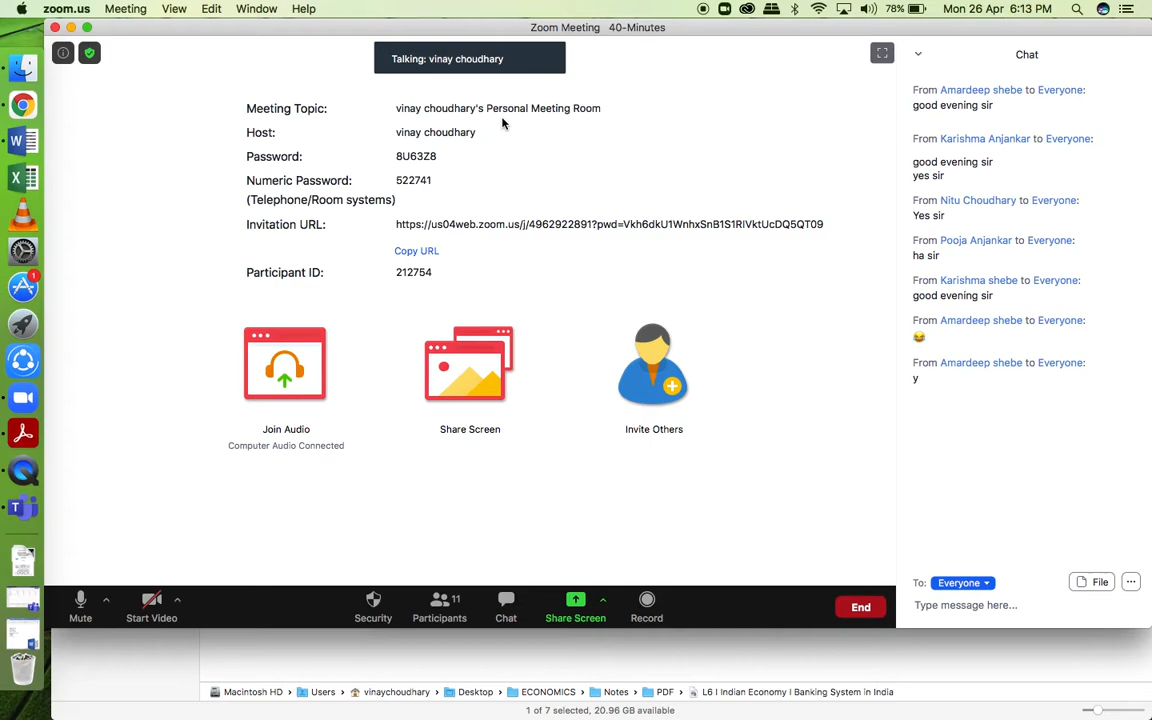 zoom.us Meeting View Edit Window Help 78% Mon 26 Apr 6:13 PM
Zoom Meeting 40-Minutes
Talking: vinay choudhary
Meeting Topic: vinay choudhary's Personal Meeting Room
Host: vinay choudhary
Password: 8U63Z8
Numeric Password: 522741
(Telephone/Room systems)
Invitation URL: https://us04web.zoom.us/j/4962922891?pwd=Vkh6dkU1WnhxSnB1S1RlVktUcDQ5QT09
Copy URL
Participant ID: 212754
Join Audio
Computer Audio Connected
Share Screen
Invite Others
Chat
From Amardeep shebe to Everyone:
good evening sir
From Karishma Anjankar to Everyone:
good evening sir
yes sir
From Nitu Choudhary to Everyone:
Yes sir
From Pooja Anjankar to Everyone:
ha sir
From Karishma shebe to Everyone:
good evening sir
From Amardeep shebe to Everyone:
😂
From Amardeep shebe to Everyone:
y
To: Everyone File ...
Type message here...
Mute Start Video Security Participants 11 Chat Share Screen Record End
1
W
X
T
Macintosh HD › Users › vinaychoudhary › Desktop › ECONOMICS › Notes › PDF › L6 I Indian Economy I Banking System in India
1 of 7 selected, 20.96 GB available